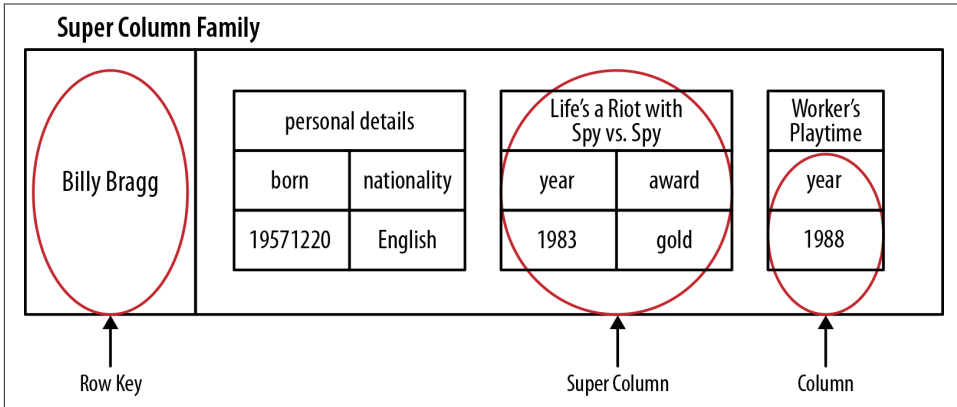 Super Column Family
Billy Bragg
personal details
born nationality
19571220 English
Life's a Riot with
Spy vs. Spy
year award
1983 gold
Worker's
Playtime
year
1988
Row Key
Super Column
Column